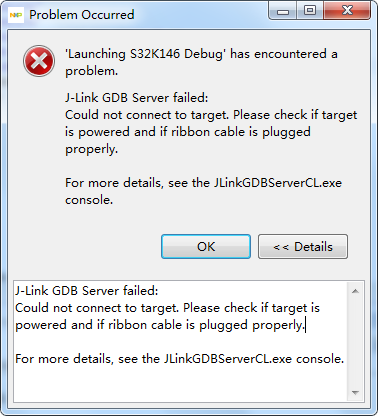 NXP Problem Occurred
'Launching S32K146 Debug' has encountered a
problem.
J-Link GDB Server failed:
Could not connect to target. Please check if target
is powered and if ribbon cable is plugged
properly.
For more details, see the JLinkGDBServerCL.exe
console.
OK
<< Details
J-Link GDB Server failed:
Could not connect to target. Please check if target is
powered and if ribbon cable is plugged properly.
For more details, see the JLinkGDBServerCL.exe console.